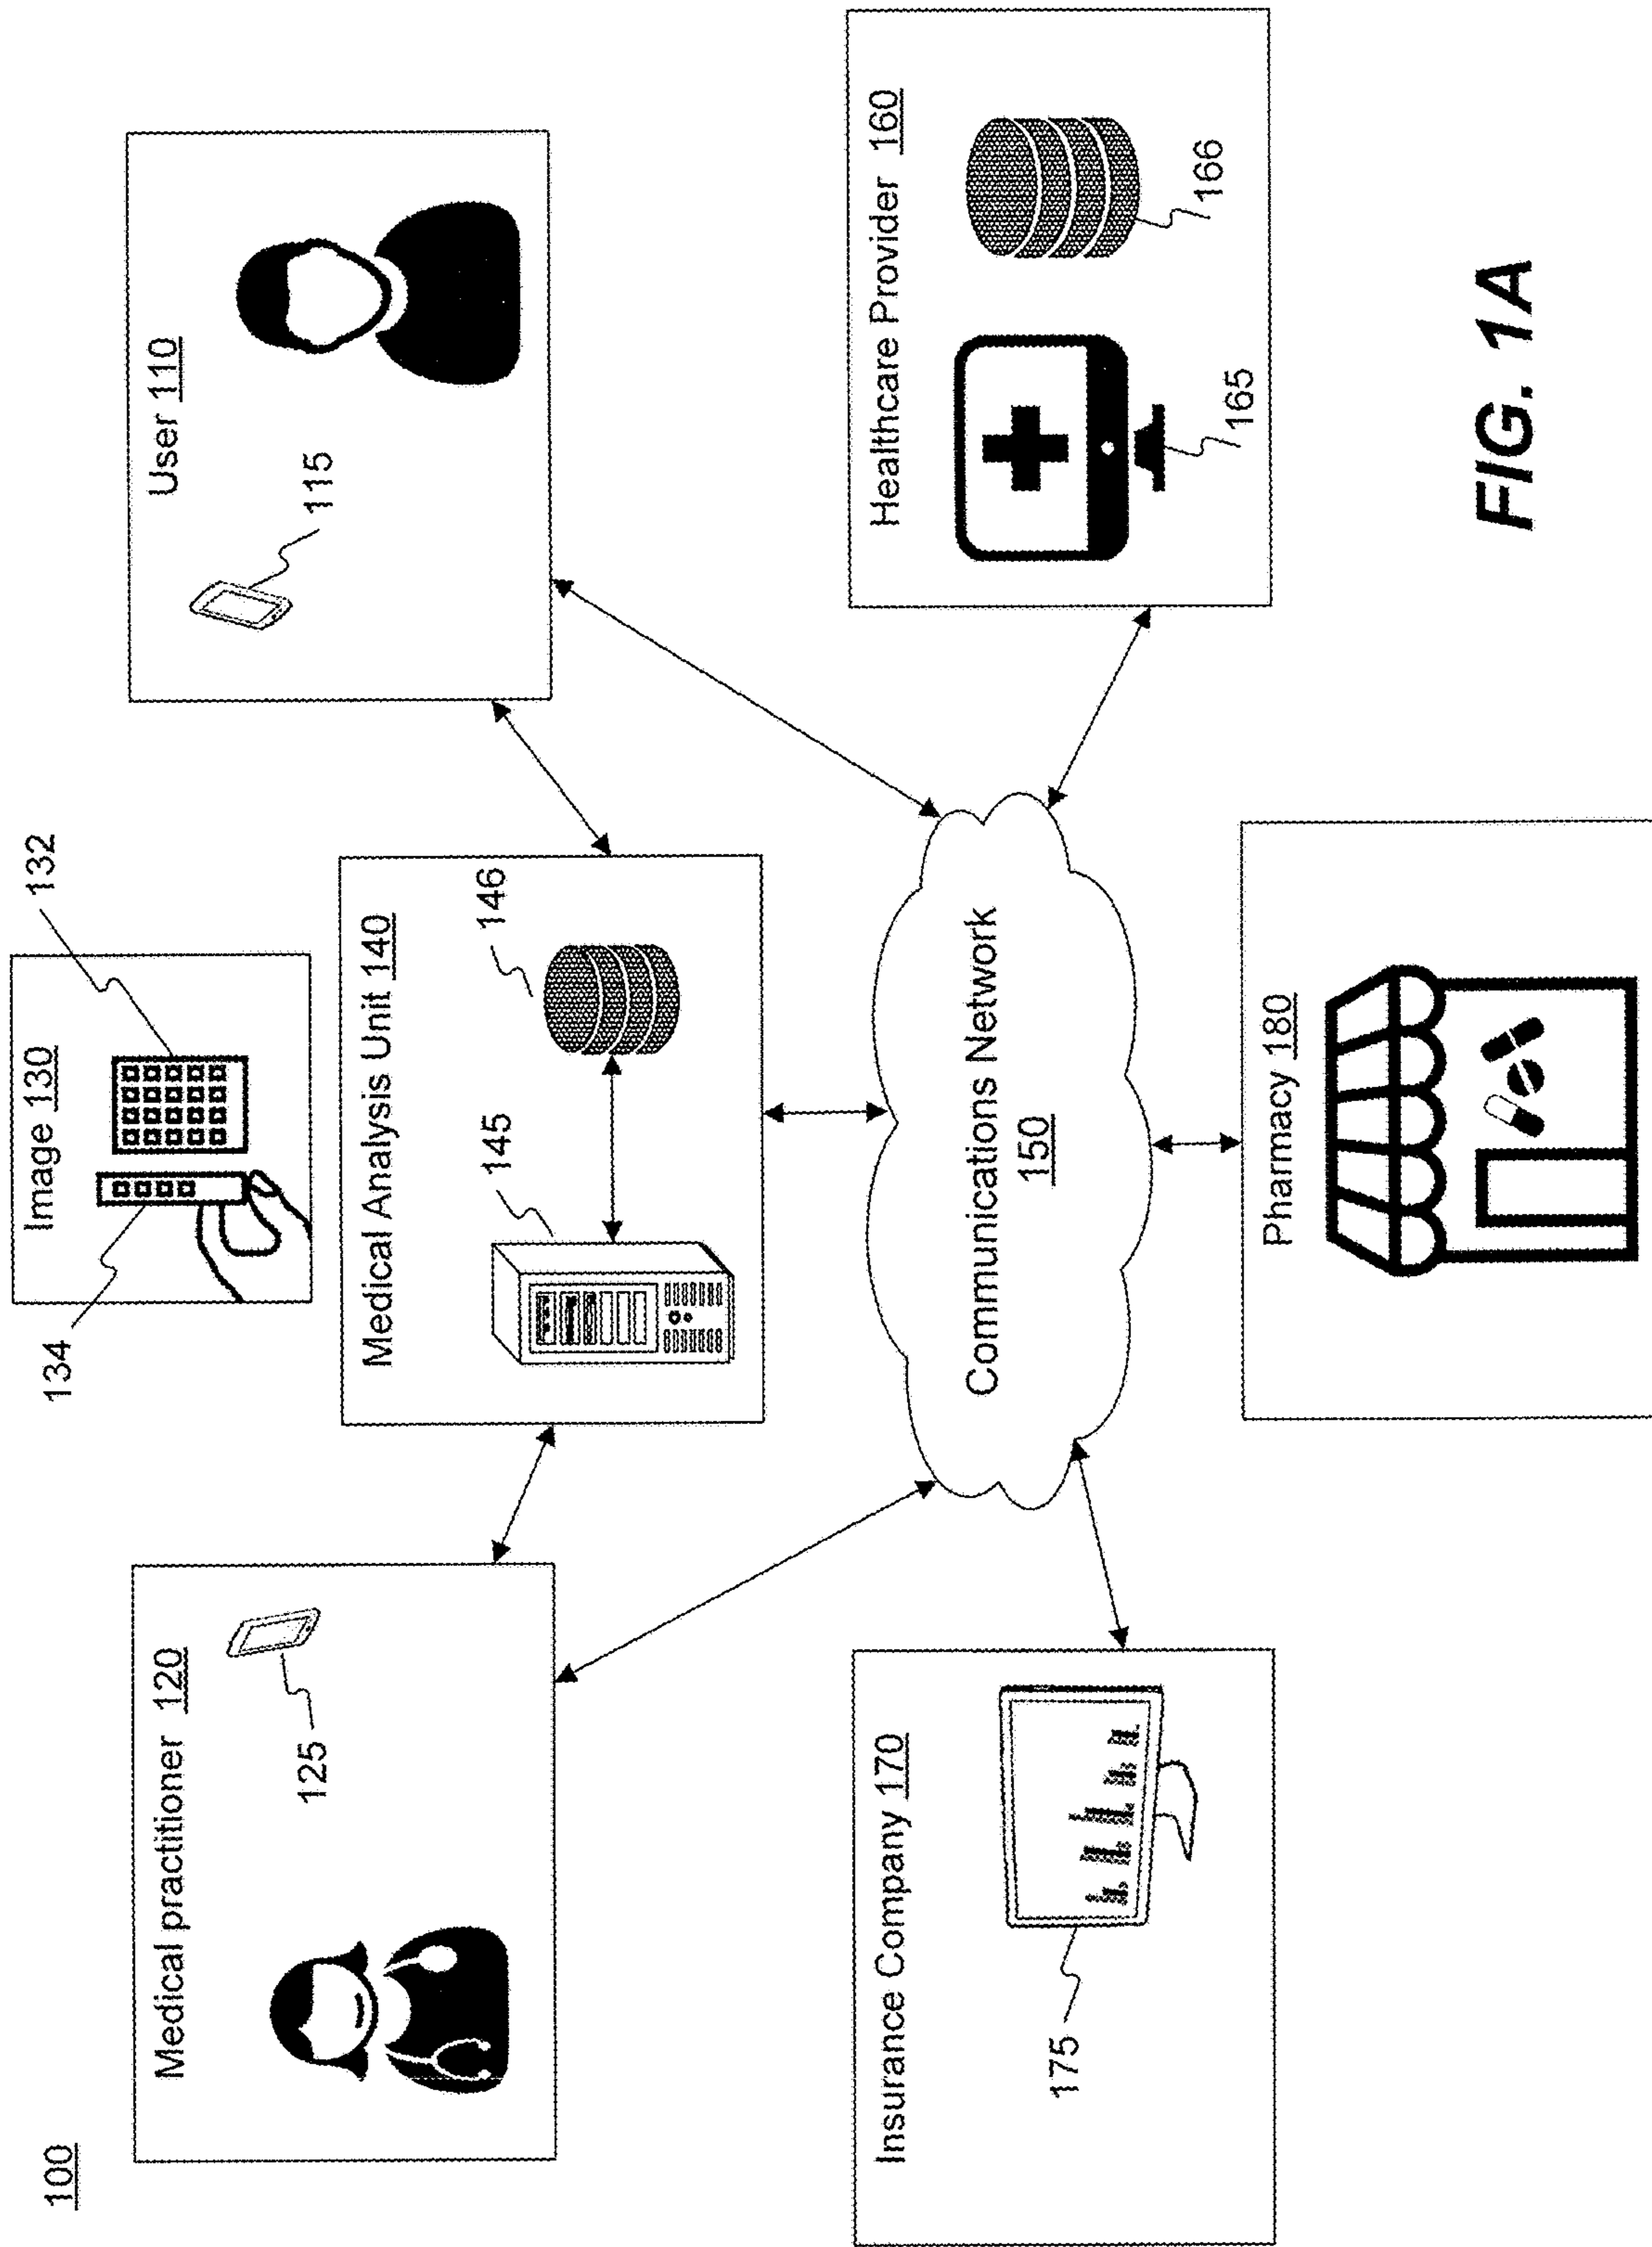 100
Medical practitioner 120
125
134
Image 130
132
Medical Analysis Unit 140
145
146
User 110
115
Communications Network
150
Insurance Company 170
175
Pharmacy 180
Healthcare Provider 160
165
166
FIG. 1A